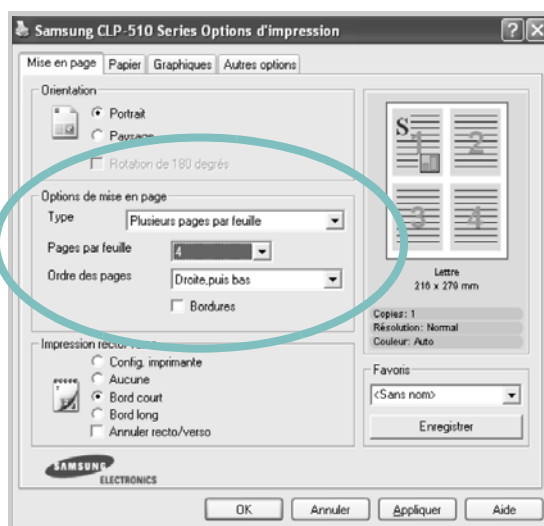 Samsung CLP-510 Series Options d'impression
Mise en page Papier Graphiques Autres options
Orientation
Portrait
Paysage
Rotation de 180 degrés
Options de mise en page
Type Plusieurs pages par feuille
Pages par feuille 4
Ordre des pages Droite,puis bas
Bordures
Impression recto/verso
Config. imprimante
Aucune
Bord court
Bord long
Annuler recto/verso
S
1 2
3 4
Lettre
216 x 279 mm
Copies: 1
Résolution: Normal
Couleur: Auto
Favoris
<Sans nom>
Enregistrer
SAMSUNG
ELECTRONICS
OK Annuler Appliquer Aide